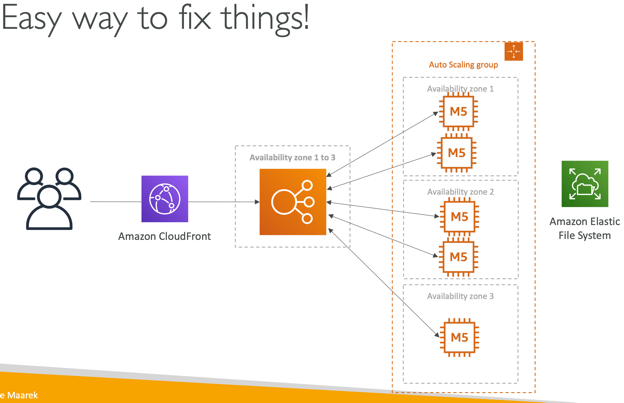 Easy way to fix things!
Auto Scaling group
Availability zone 1
M5
M5
Availability zone 1 to 3
Availability zone 2
M5
M5
Amazon CloudFront
Amazon Elastic
File System
Availability zone 3
M5
e Maarek